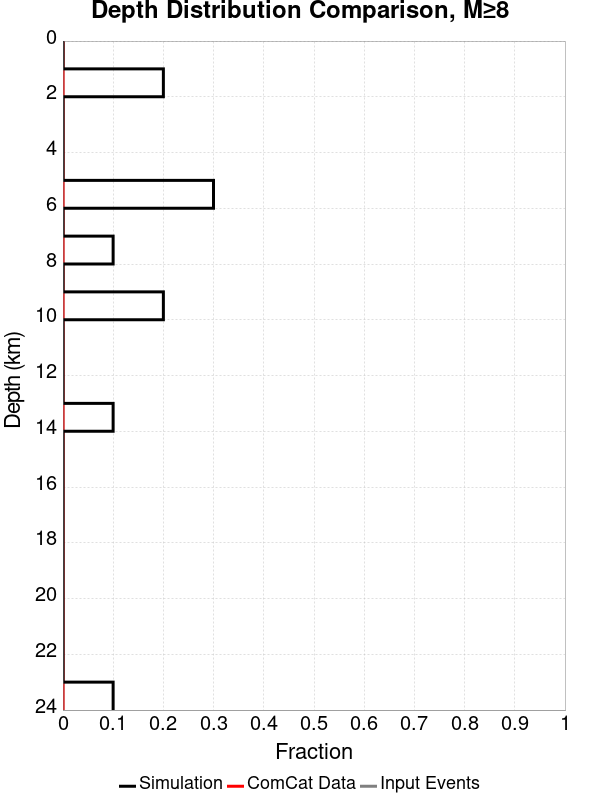 Depth Distribution Comparison, M≥8
0
2
4
6
8
10
12
14
16
18
20
22
24
Depth (km)
0 0.1 0.2 0.3 0.4 0.5 0.6 0.7 0.8 0.9 1
Fraction
Simulation ComCat Data Input Events